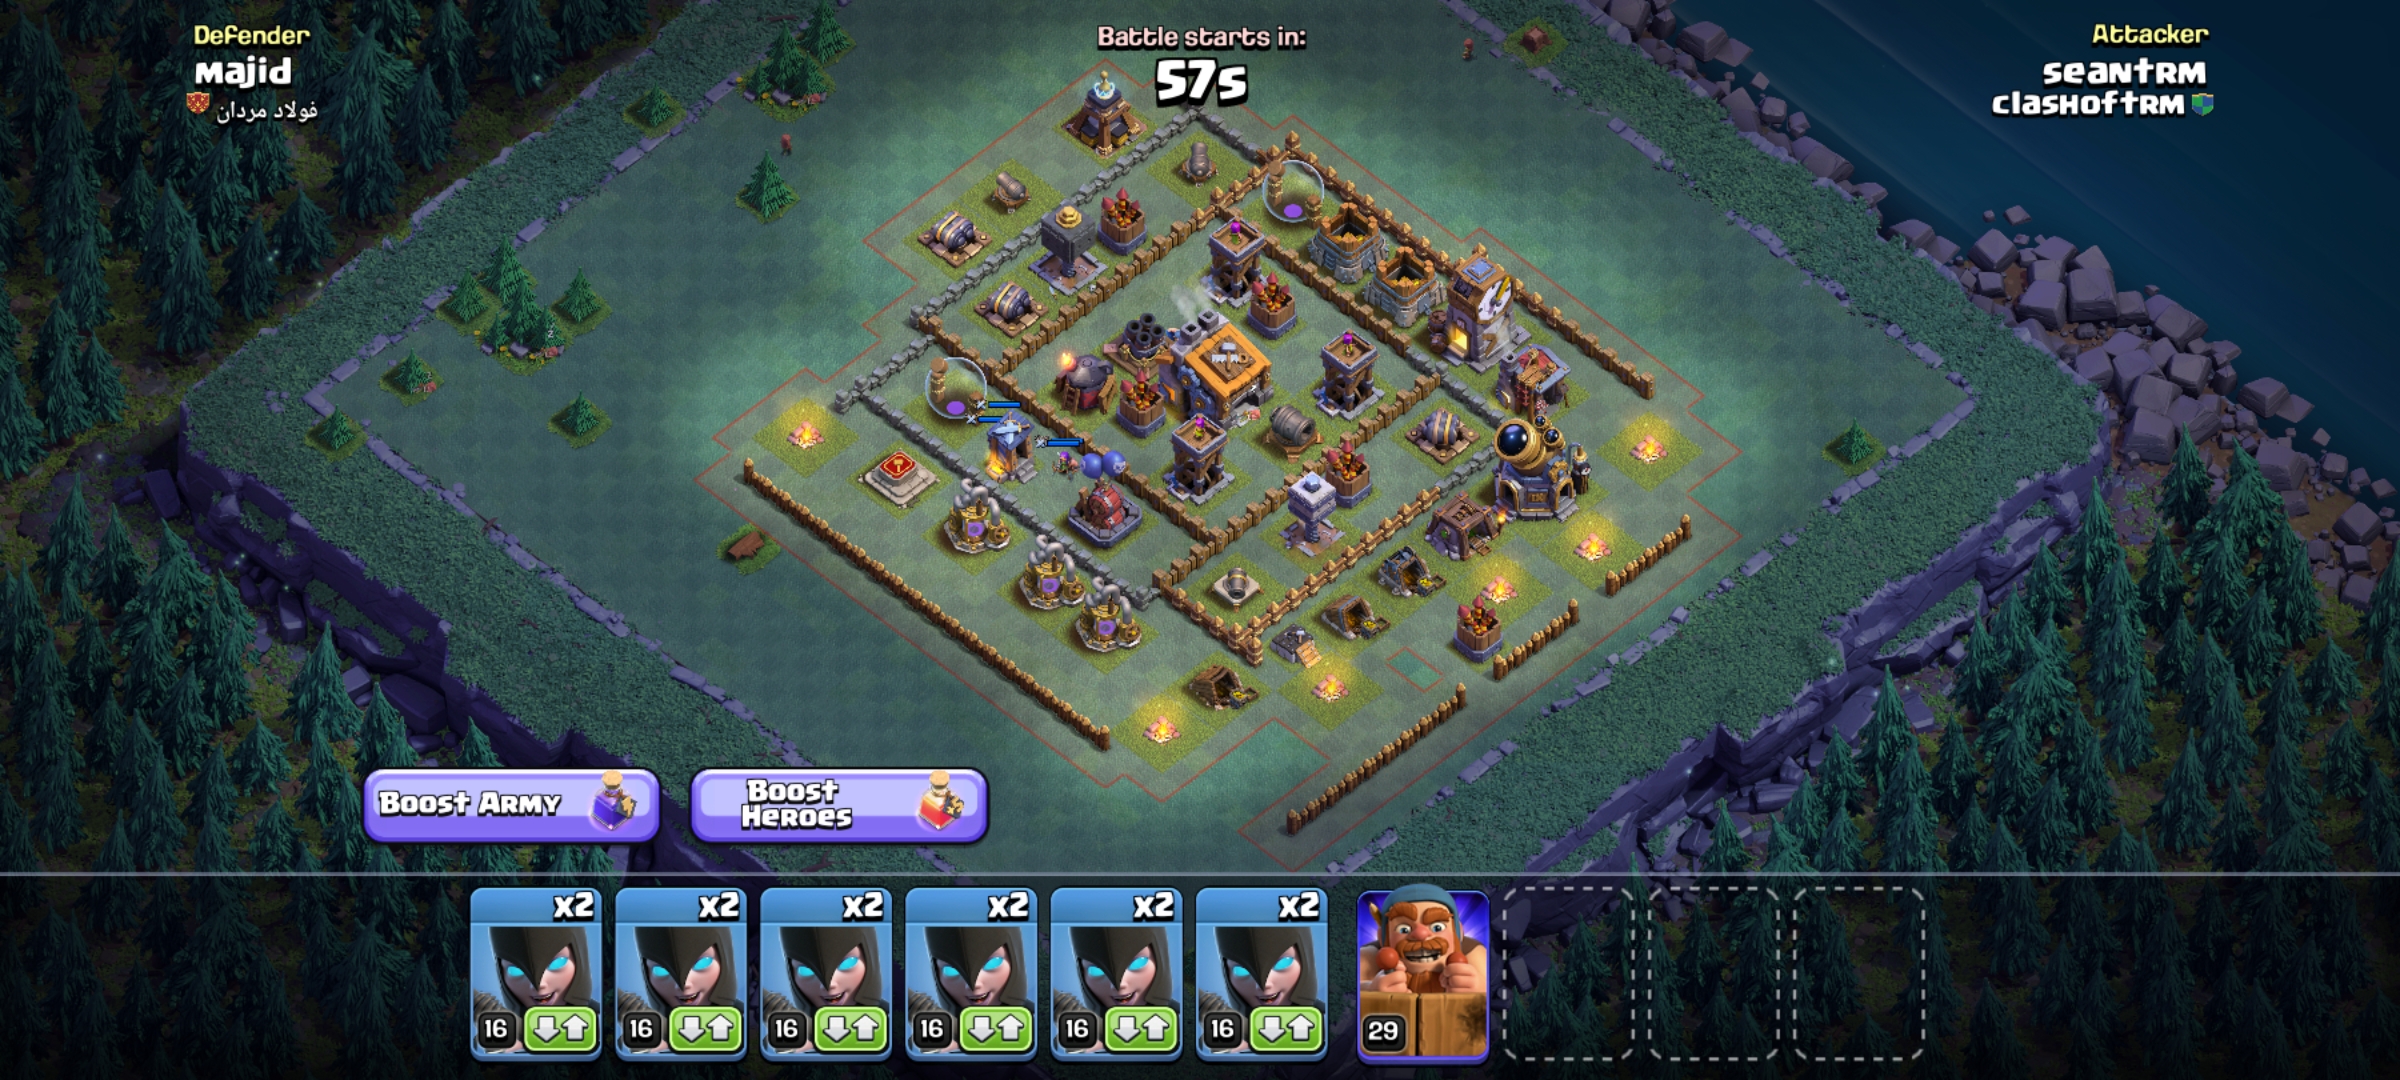 Defender
Majid
فولاد مردان
Battle starts in:
57s
Attacker
seantRM
clashoftRM
Boost Army
Boost Heroes
x2
x2
x2
x2
x2
x2
16
16
16
16
16
16
29